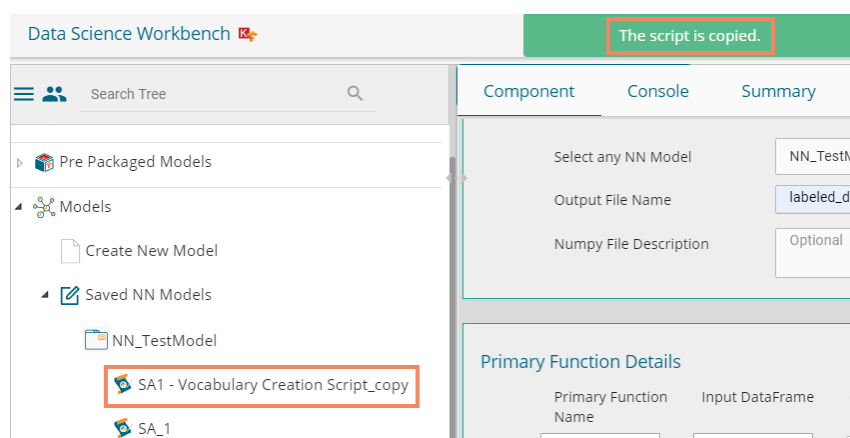 Data Science Workbench
The script is copied.
Search Tree
Component Console Summary
Pre Packaged Models
Select any NN Model
NN_TestM
Models
Output File Name
labeled_d
Create New Model
Numpy File Description
Optional
Saved NN Models
NN_TestModel
Primary Function Details
SA1 - Vocabulary Creation Script_copy
Primary Function Name
Input DataFrame
SA_1